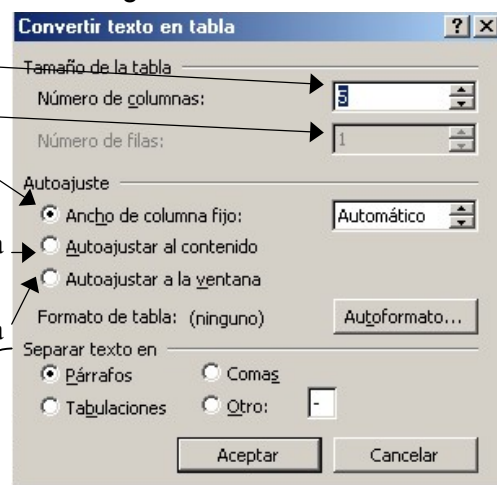 Convertir texto en tabla
Tamaño de la tabla
Número de columnas: 5
Número de filas: 1
Autoajuste
Ancho de columna fijo: Automático
Autoajustar al contenido
Autoajustar a la ventana
Formato de tabla: (ninguno) Autoformato...
Separar texto en
Párrafos Comas
Tabulaciones Otro: -
Aceptar Cancelar